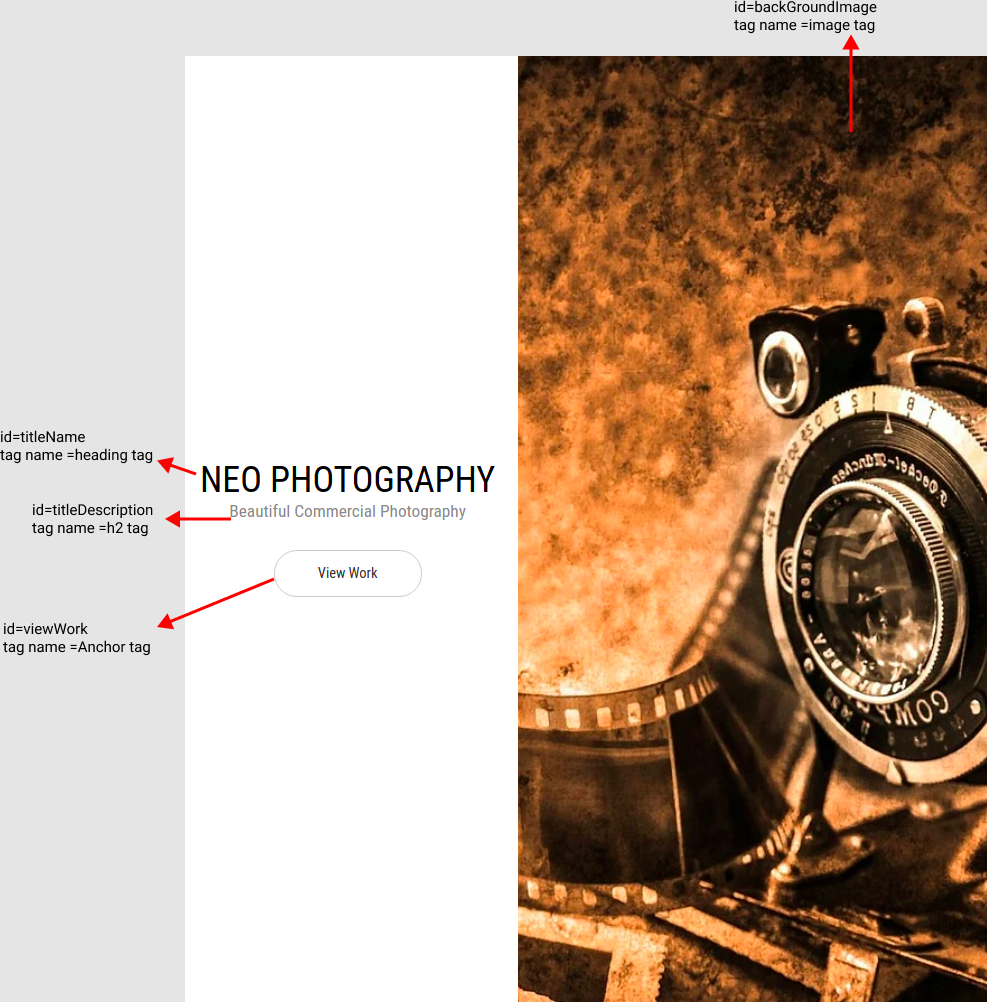 id=backGroundImage
tag name =image tag
id=titleName
tag name =heading tag
NEO PHOTOGRAPHY
id=titleDescription
tag name =h2 tag
Beautiful Commercial Photography
View Work
id=viewWork
tag name =Anchor tag